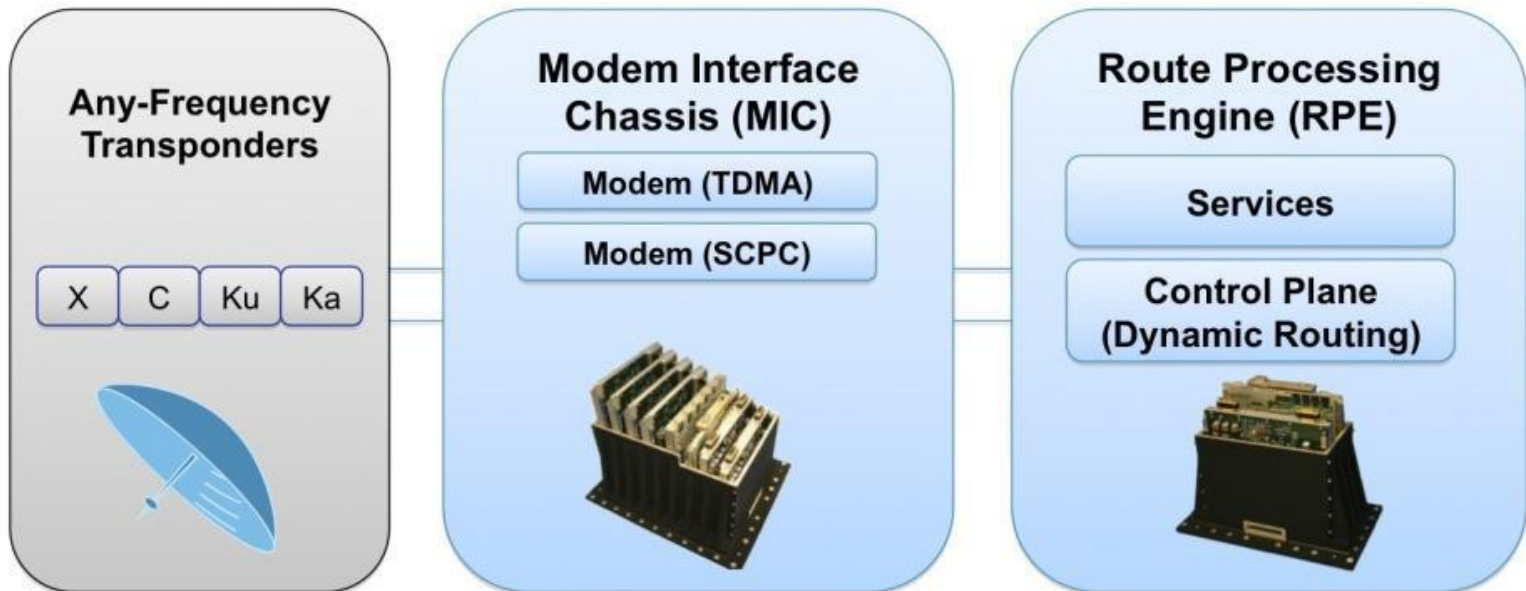 Any-Frequency
Transponders
X C Ku Ka
Modem Interface
Chassis (MIC)
Modem (TDMA)
Modem (SCPC)
Route Processing
Engine (RPE)
Services
Control Plane
(Dynamic Routing)